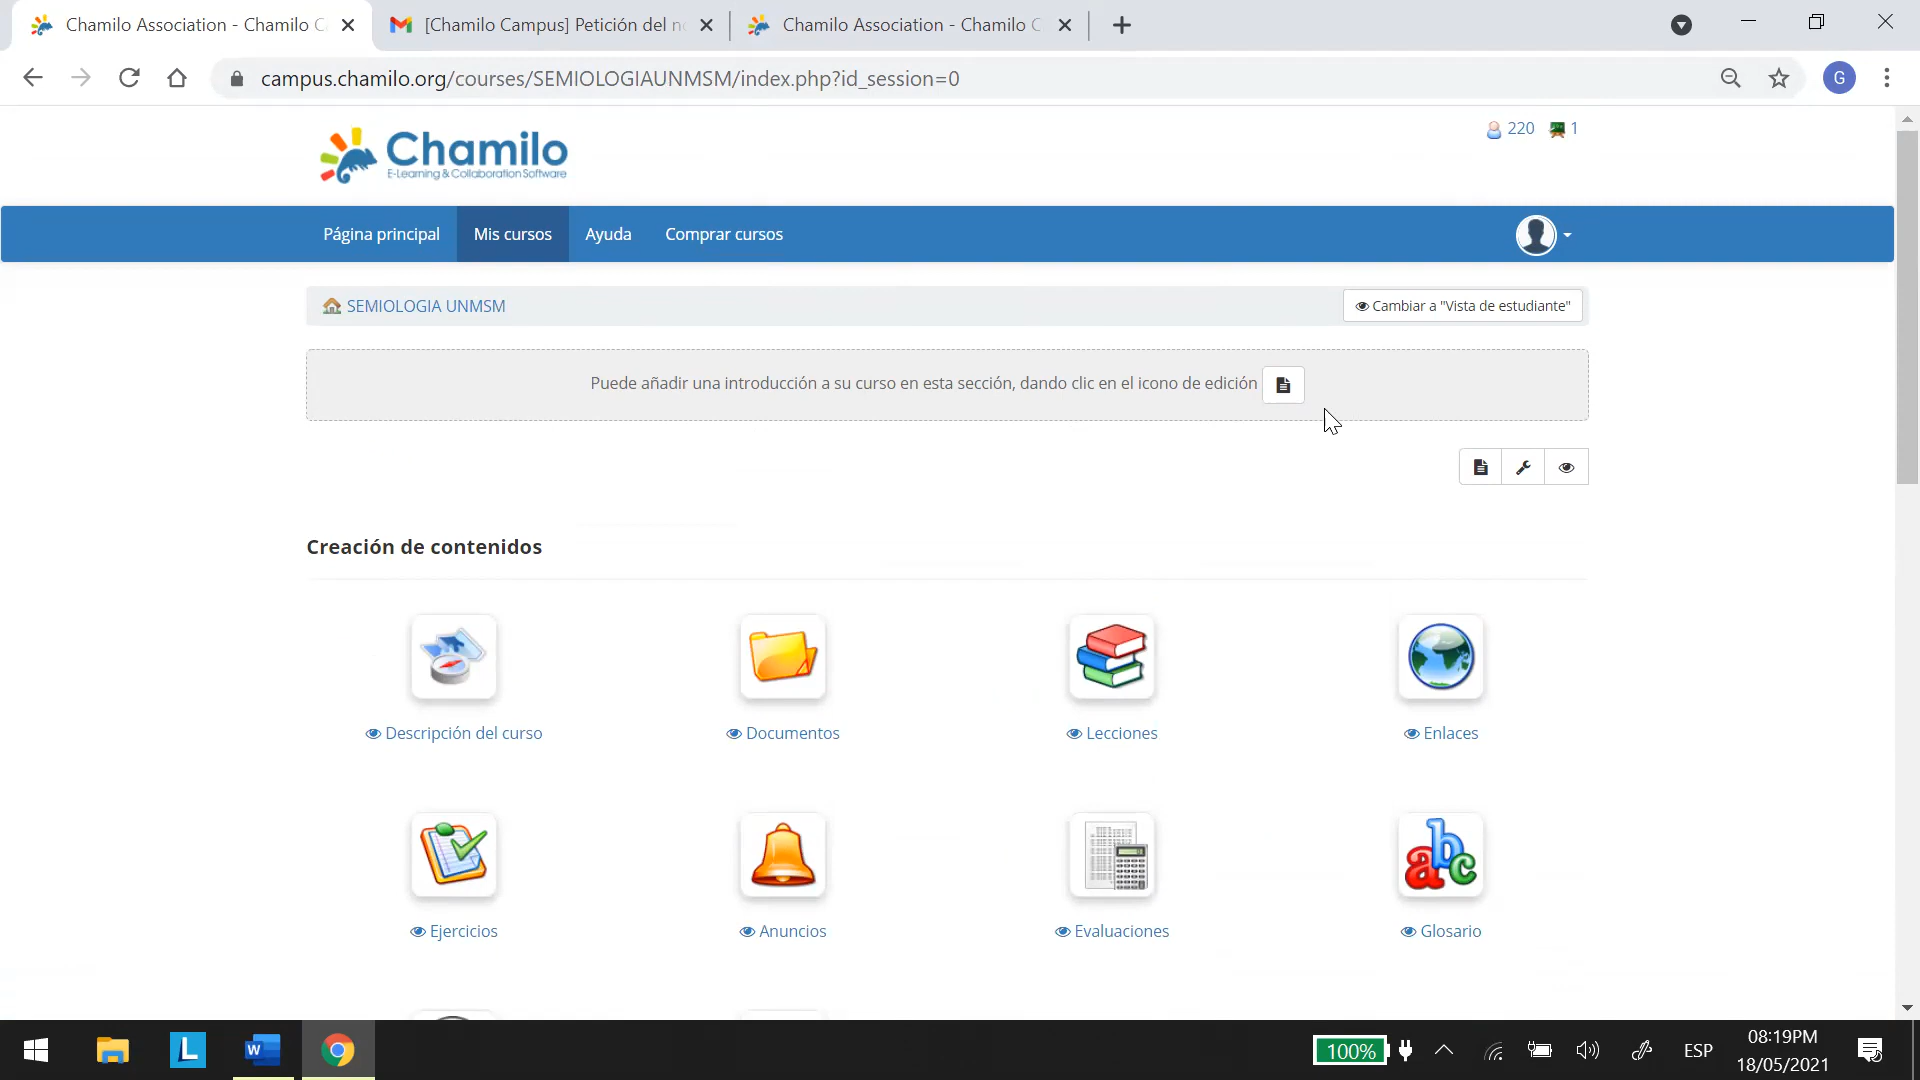 Chamilo Association - Chamilo C
[Chamilo Campus] Petición del n
Chamilo Association - Chamilo C
campus.chamilo.org/courses/SEMIOLOGIAUNMSM/index.php?id_session=0
G
Chamilo
E-Learning & Collaboration Software
220 1
Página principal
Mis cursos
Ayuda
Comprar cursos
SEMIOLOGIA UNMSM
Cambiar a "Vista de estudiante"
Puede añadir una introducción a su curso en esta sección, dando clic en el icono de edición
Creación de contenidos
Descripción del curso
Documentos
Lecciones
Enlaces
abc
Ejercicios
Anuncios
Evaluaciones
Glosario
L
W
100%
ESP
08:19PM
18/05/2021